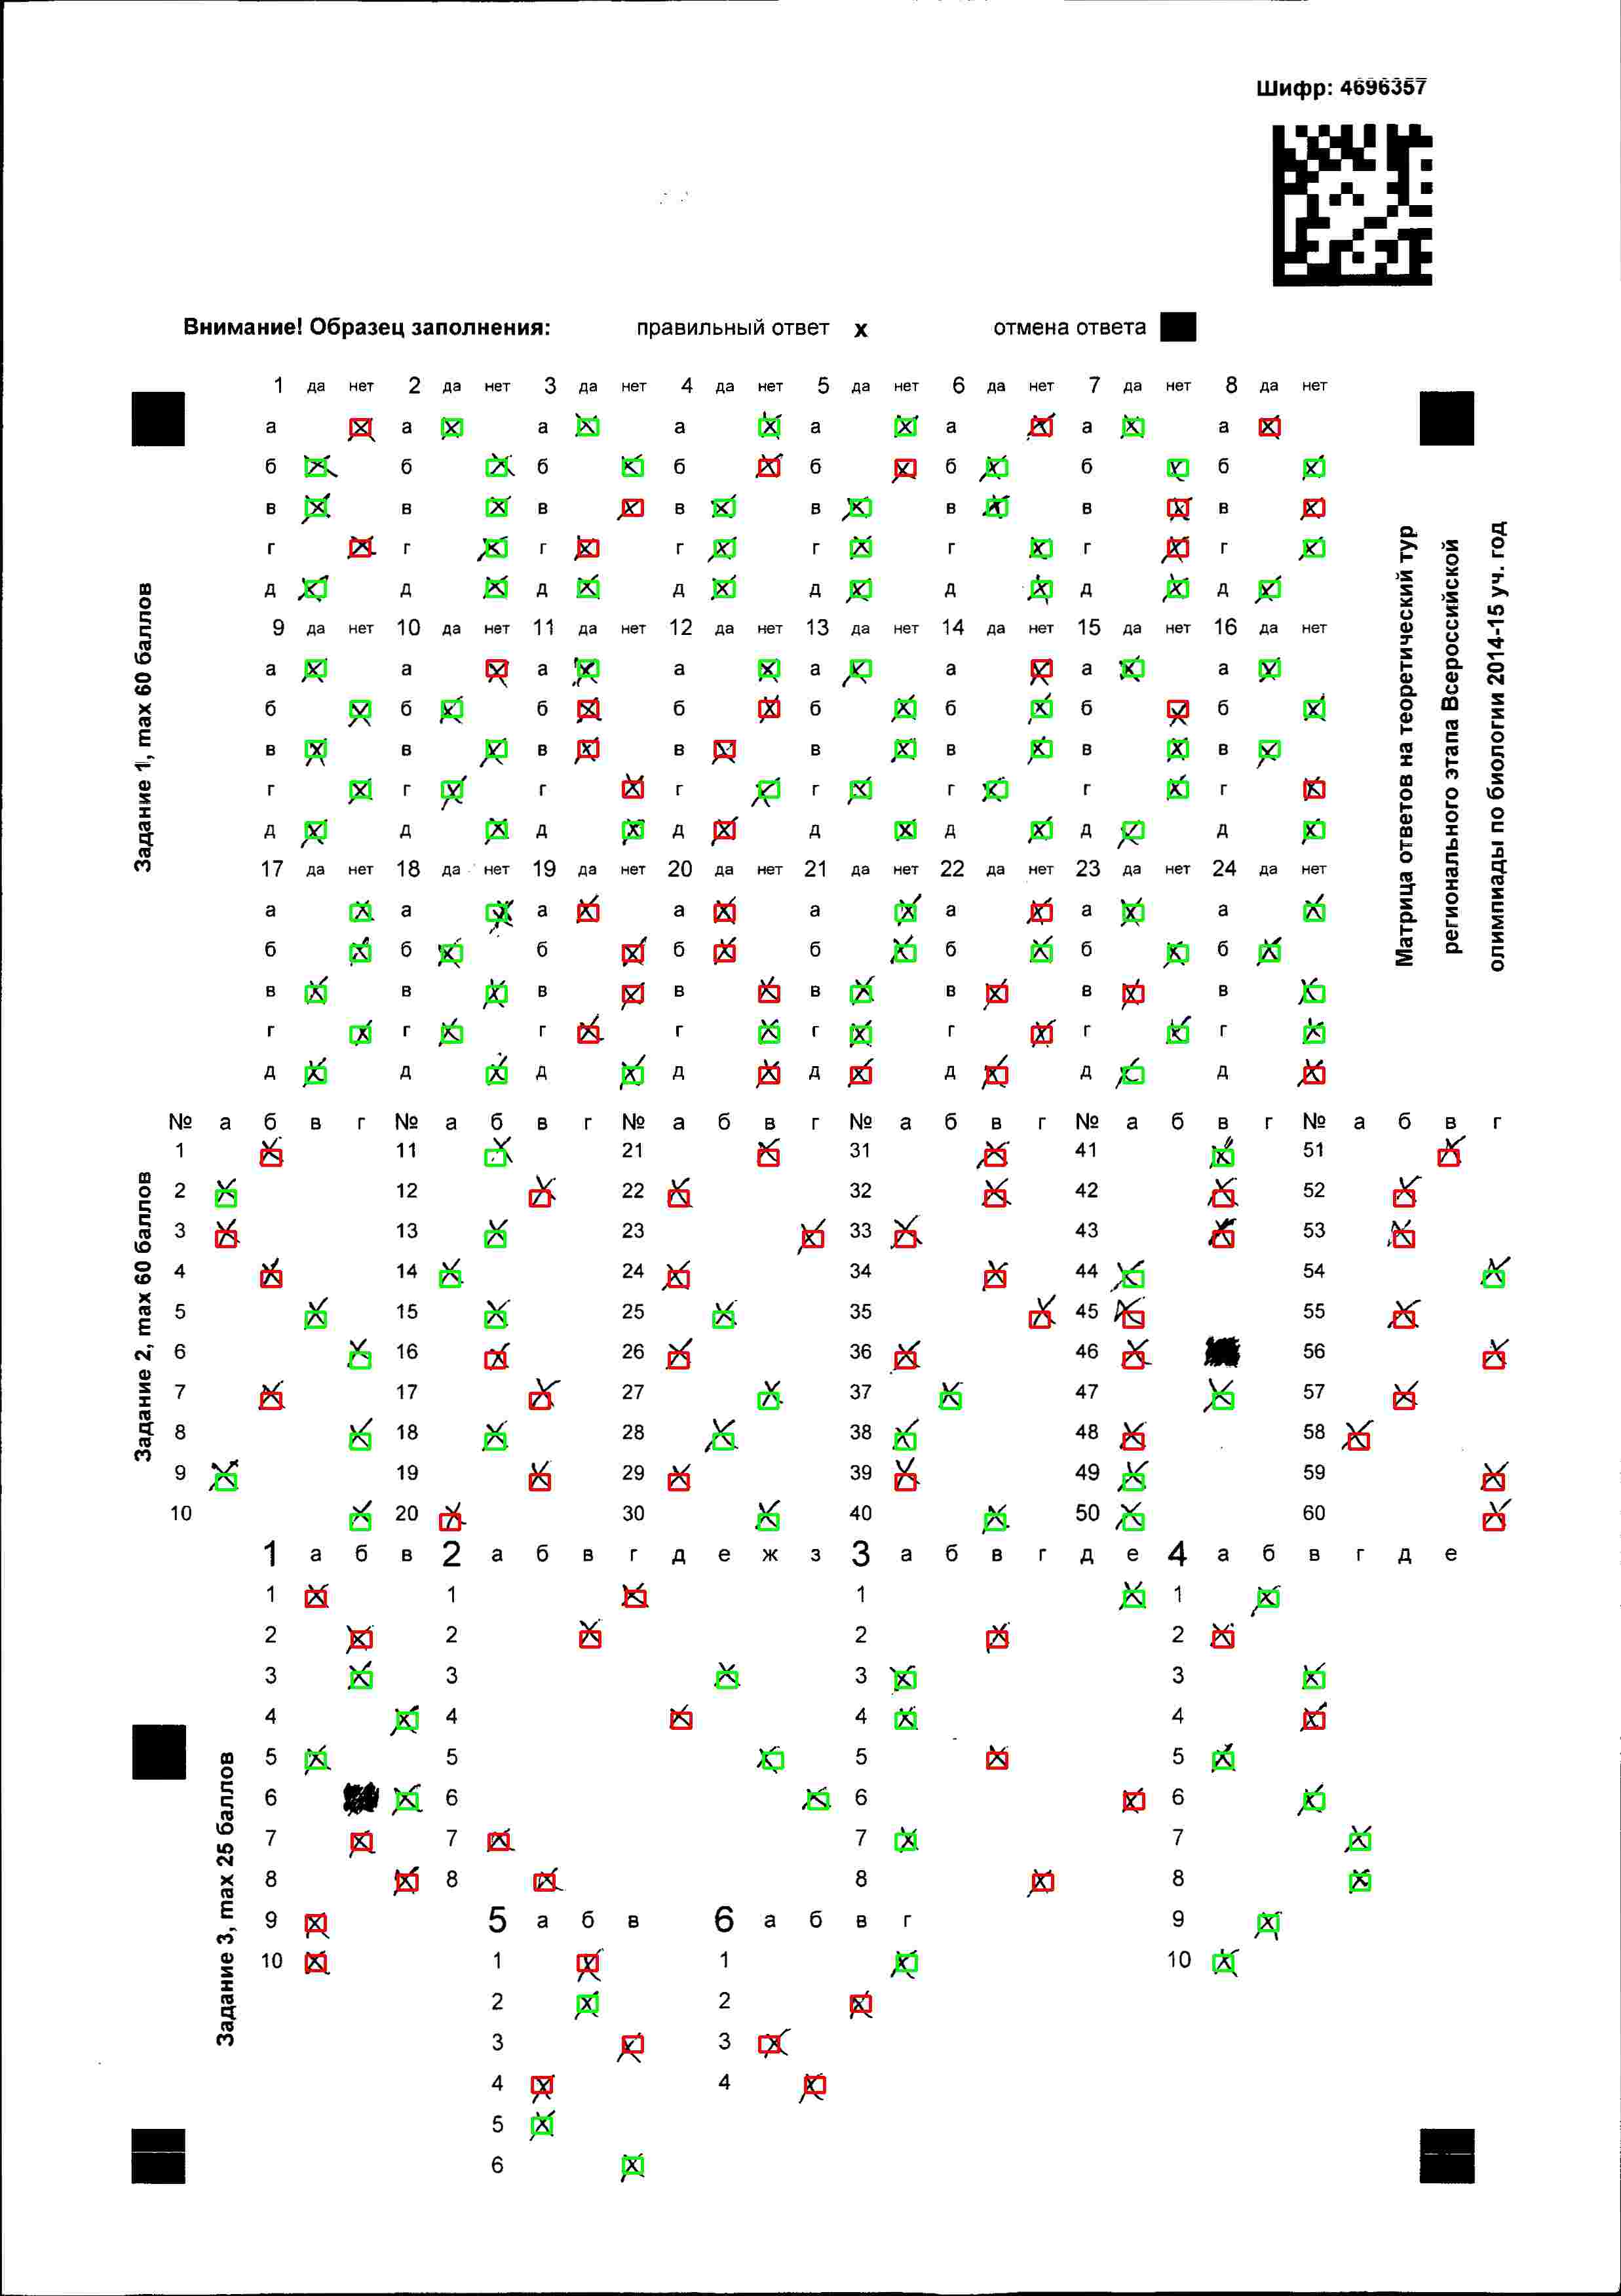 Шифр: 4696357
Внимание! Образец заполнения: правильный ответ х отмена ответа
1 да нет 2 да нет 3 да нет 4 да нет 5 да нет 6 да нет 7 да нет 8 да нет
а а а а а а а а
б б б б б б б б
в в в в в в в в
г г г г г г г г
д д д д д д д д
9 да нет 10 да нет 11 да нет 12 да нет 13 да нет 14 да нет 15 да нет 16 да нет
а а а а а а а а
б б б б б б б б
в в в в в в в в
г г г г г г г г
д д д д д д д д
17 да нет 18 да нет 19 да нет 20 да нет 21 да нет 22 да нет 23 да нет 24 да нет
а а а а а а а а
б б б б б б б б
в в в в в в в в
г г г г г г г г
д д д д д д д д
Задание 1, max 60 баллов
Матрица ответов на теоретический тур
регионального этапа Всероссийской
олимпиады по биологии 2014-15 уч. год
№ а б в г № а б в г № а б в г № а б в г № а б в г № а б в г
1 11 21 31 41 51
2 12 22 32 42 52
3 13 23 33 43 53
4 14 24 34 44 54
5 15 25 35 45 55
6 16 26 36 46 56
7 17 27 37 47 57
8 18 28 38 48 58
9 19 29 39 49 59
10 20 30 40 50 60
Задание 2, max 60 баллов
1 а б в 2 а б в г д е ж з 3 а б в г д е 4 а б в г д е
1 1 1 1
2 2 2 2
3 3 3 3
4 4 4 4
5 5 5 5
6 6 6 6
7 7 7 7
8 8 8 8
9 5 а б в 6 а б в г 9
10 1 1 10
2 2
3 3
4 4
5
6
Задание 3, max 25 баллов